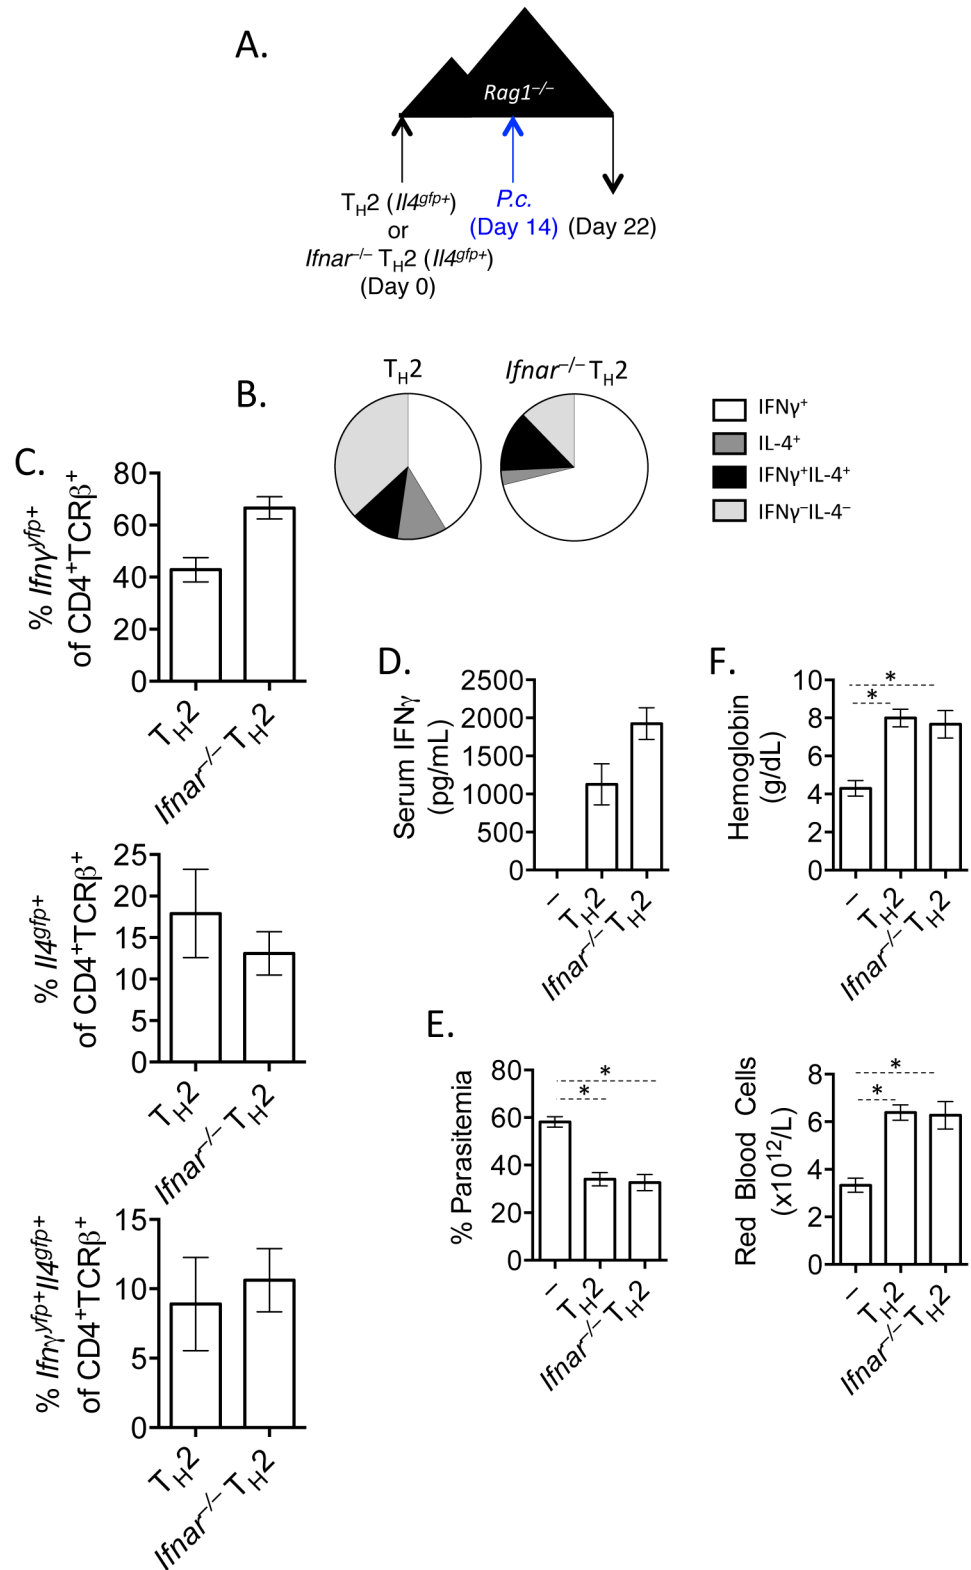 A.
Rag1–/–
TH2 (Il4gfp+)
or
Ifnar–/– TH2 (Il4gfp+)
(Day 0)
P.c.
(Day 14)
(Day 22)
B.
TH2
Ifnar–/– TH2
IFNγ+
IL-4+
IFNγ+IL-4+
IFNγ–IL-4–
C.
% Ifnγyfp+
of CD4+TCRβ+
80
60
40
20
0
TH2
Ifnar–/– TH2
% Il4gfp+
of CD4+TCRβ+
25
20
15
10
5
0
TH2
Ifnar–/– TH2
% Ifnγyfp+Il4gfp+
of CD4+TCRβ+
15
10
5
0
TH2
Ifnar–/– TH2
D.
Serum IFNγ
(pg/mL)
2500
2000
1500
1000
500
0
–
TH2
Ifnar–/– TH2
E.
% Parasitemia
80
60
40
20
0
*
*
–
TH2
Ifnar–/– TH2
F.
Hemoglobin
(g/dL)
10
8
6
4
2
0
*
*
–
TH2
Ifnar–/– TH2
Red Blood Cells
(x1012/L)
8
6
4
2
0
*
*
–
TH2
Ifnar–/– TH2